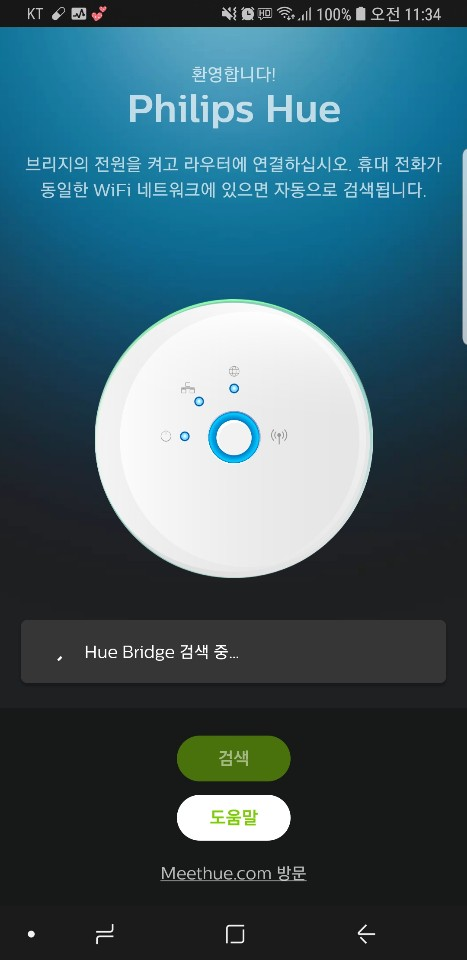 KT HD 100% 오전 11:34
환영합니다!
Philips Hue
브리지의 전원을 켜고 라우터에 연결하십시오. 휴대 전화가
동일한 WiFi 네트워크에 있으면 자동으로 검색됩니다.
Hue Bridge 검색 중...
검색
도움말
Meethue.com 방문